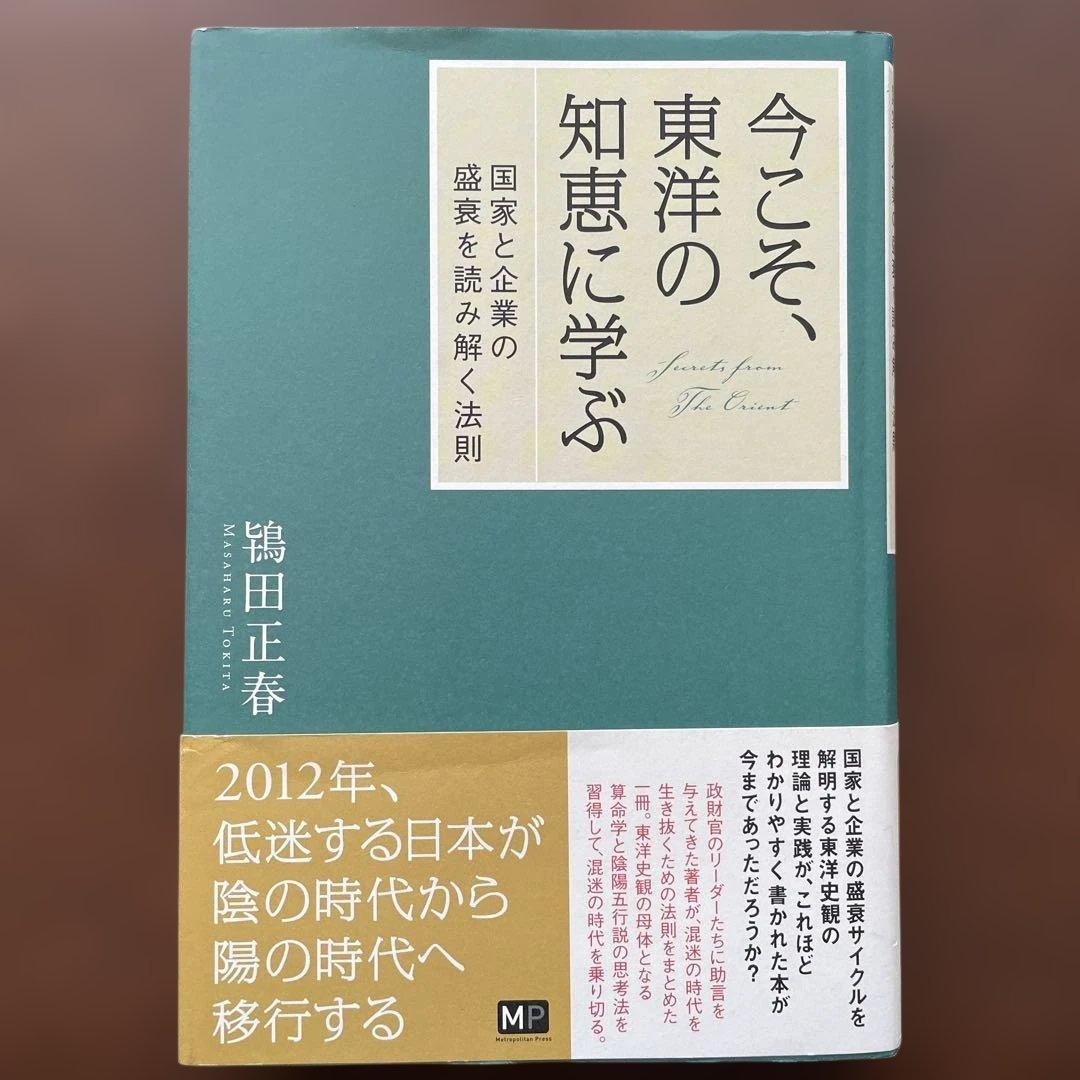 今こそ、
東洋の
知恵に学ぶ
Secrets from
The Orient
国家と企業の
盛衰を読み解く法則
鴇田正春
MASAHARU TOKITA
国家と企業の盛衰サイクルを
解明する東洋史観の
理論と実践が、これほど
わかりやすく書かれた本が
今まであっただろうか?
政財官のリーダーたちに助言を
与えてきた著者が、混迷の時代を
生き抜くための法則をまとめた
一冊。東洋史観の母体となる
算命学と陰陽五行説の思考法を
習得して、混迷の時代を乗り切る。
2012年、
低迷する日本が
陰の時代から
陽の時代へ
移行する
MP
Metropolitan Press